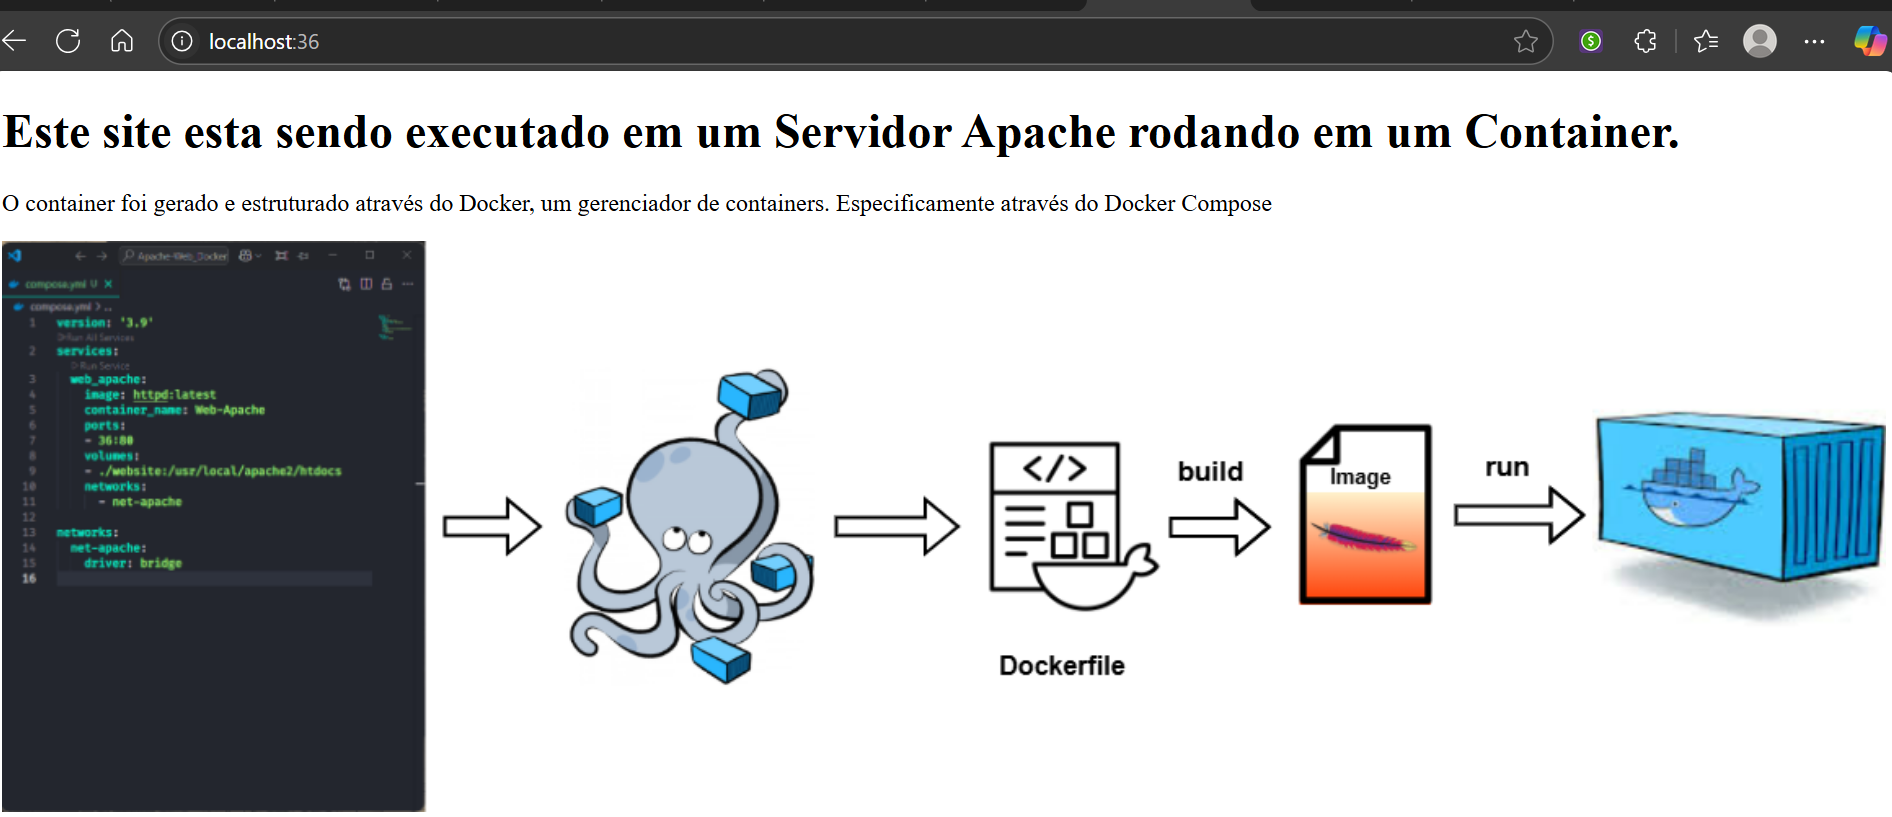 localhost:36
Este site esta sendo executado em um Servidor Apache rodando em um Container.
O container foi gerado e estruturado através do Docker, um gerenciador de containers. Especificamente através do Docker Compose
Apache-Web_Docker
compose.yml U
compose.yml > ..
1 version: '3.9'
Run All Services
2 services:
Run Service
3 web_apache:
4 image: httpd:latest
5 container_name: Web-Apache
6 ports:
7 - 36:80
8 volumes:
9 - ./website:/usr/local/apache2/htdocs
10 networks:
11 - net-apache
12
13 networks:
14 net-apache:
15 driver: bridge
16
</>
Dockerfile
build
Image
run